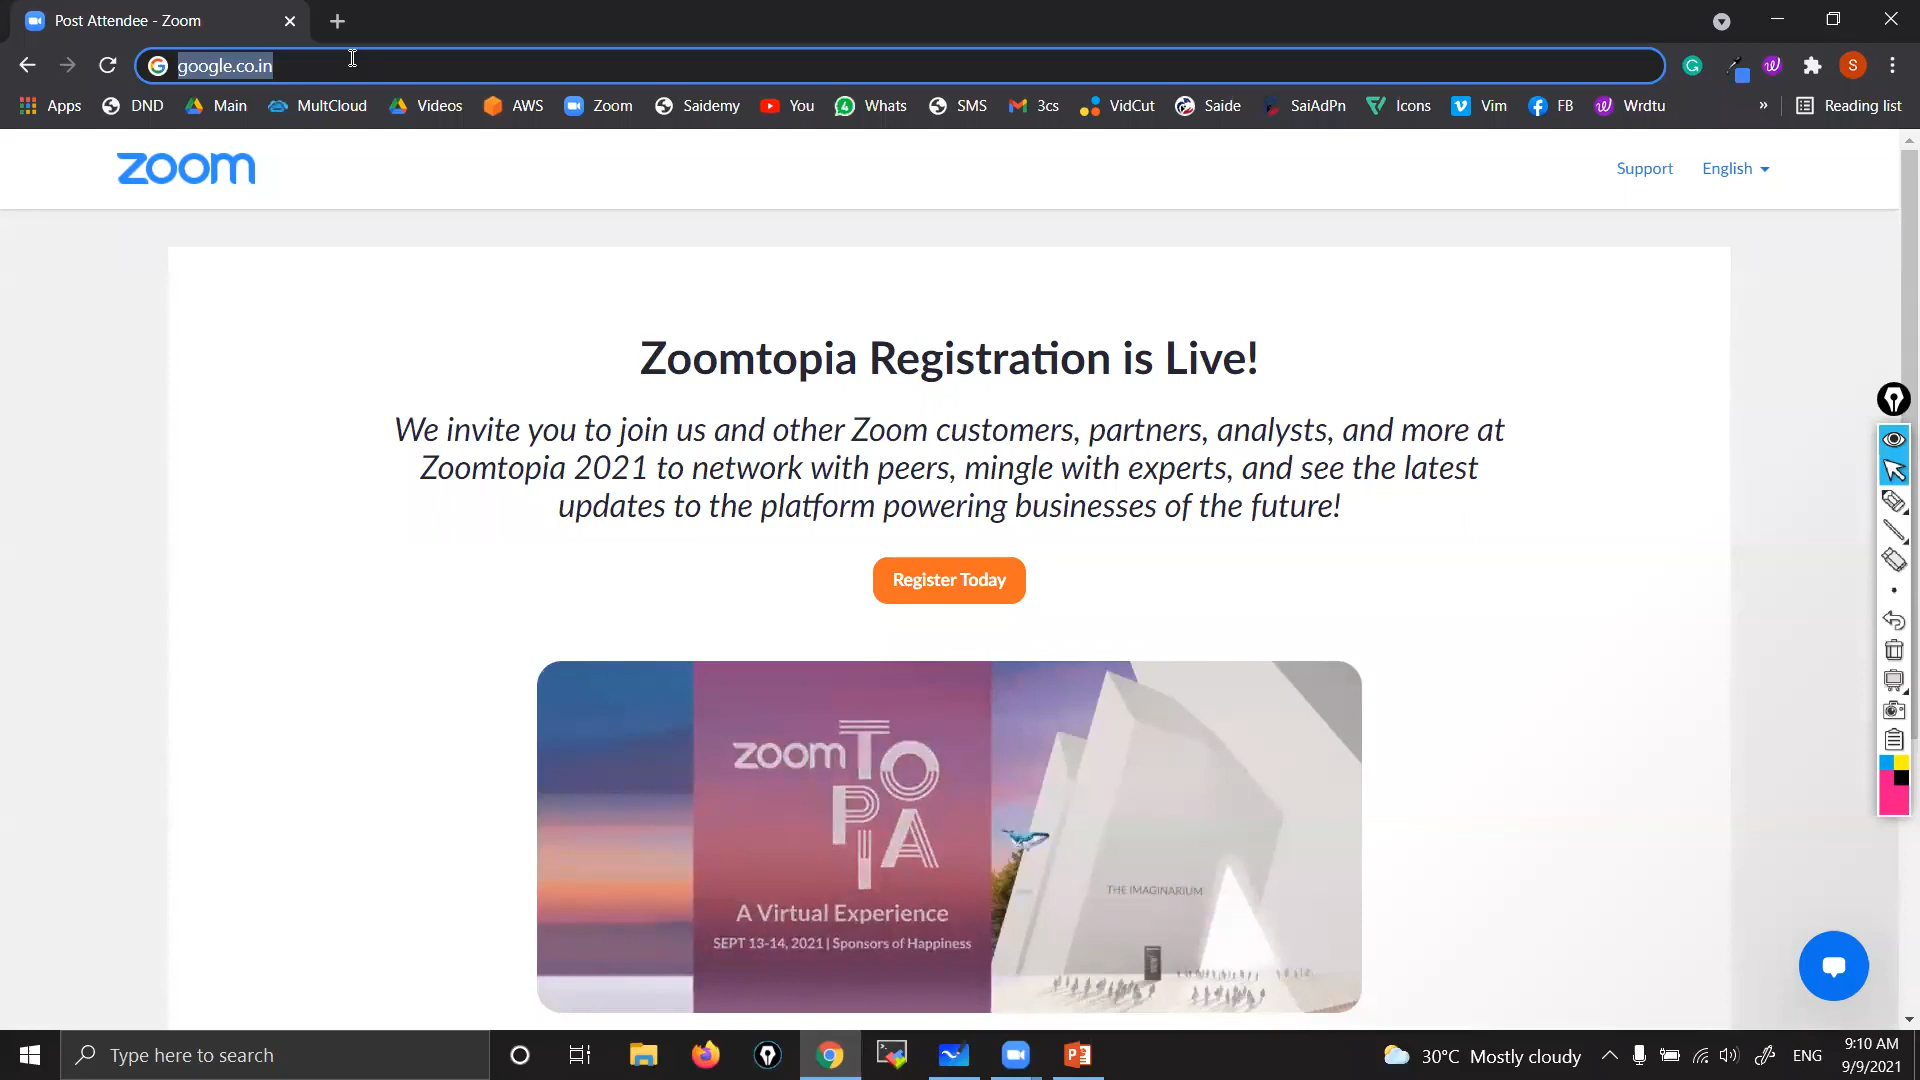 Post Attendee - Zoom
google.co.in
Apps DND Main MultCloud Videos AWS Zoom Saidemy You Whats SMS 3cs VidCut Saide SaiAdPn Icons Vim FB Wrdtu » Reading list
zoom
Support English
Zoomtopia Registration is Live!
We invite you to join us and other Zoom customers, partners, analysts, and more at
Zoomtopia 2021 to network with peers, mingle with experts, and see the latest
updates to the platform powering businesses of the future!
Register Today
zoomTOPIA
A Virtual Experience
SEPT 13-14, 2021 | Sponsors of Happiness
THE IMAGINARIUM
Type here to search
30°C Mostly cloudy
ENG
9:10 AM
9/9/2021